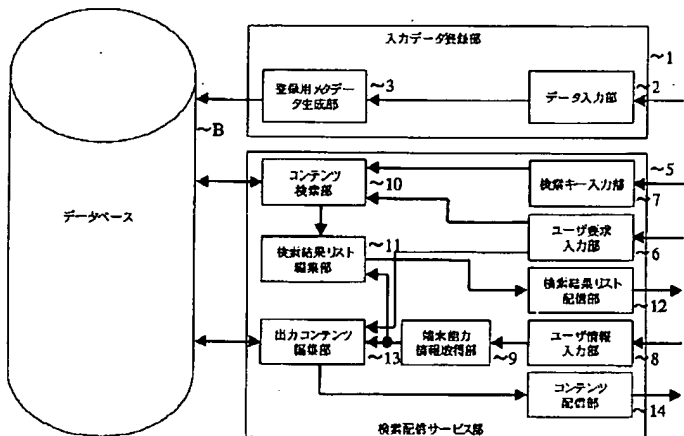 入力データ登録部
~1
登録用メタデー
タ生成部
~3
データ入力部
~2
~B
データベース
コンテンツ
検索部
~10
検索キー入力部
~5
~7
ユーザ要求
入力部
~6
検索結果リスト
編集部
~11
検索結果リスト
配信部
~12
出力コンテンツ
編集部
~13
端末能力
情報取得部
~9
ユーザ情報
入力部
~8
コンテンツ
配信部
~14
検索配信サービス部